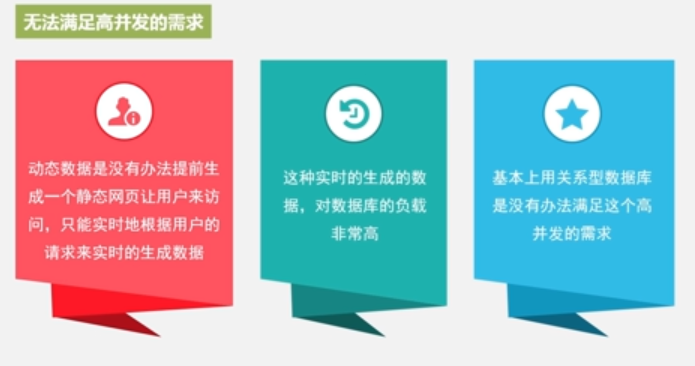 无法满足高并发的需求
动态数据是没有办法提前生
成一个静态网页让用户来访
问，只能实时地根据用户的
请求来实时的生成数据
这种实时的生成的数
据，对数据库的负载
非常高
基本上用关系型数据库
是没有办法满足这个高
并发的需求